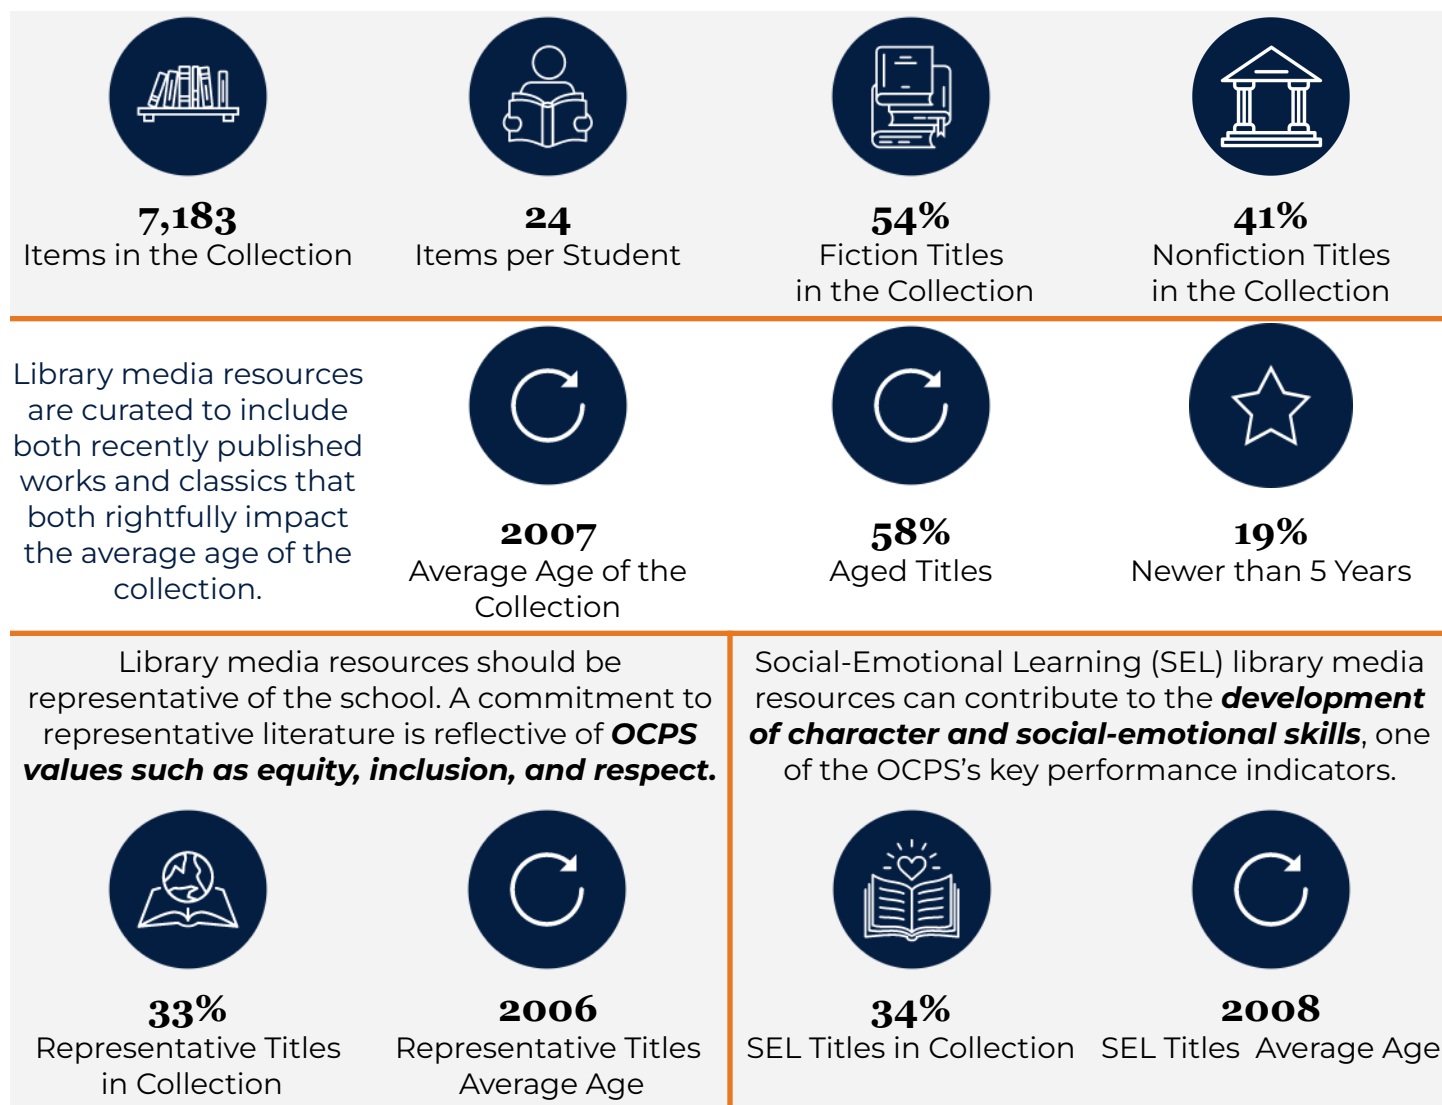 7,183
Items in the Collection
24
Items per Student
54%
Fiction Titles
in the Collection
41%
Nonfiction Titles
in the Collection
Library media resources
are curated to include
both recently published
works and classics that
both rightfully impact
the average age of the
collection.
2007
Average Age of the
Collection
58%
Aged Titles
19%
Newer than 5 Years
Library media resources should be
representative of the school. A commitment to
representative literature is reflective of OCPS
values such as equity, inclusion, and respect.
33%
Representative Titles
in Collection
2006
Representative Titles
Average Age
Social-Emotional Learning (SEL) library media
resources can contribute to the development
of character and social-emotional skills, one
of the OCPS’s key performance indicators.
34%
SEL Titles in Collection
2008
SEL Titles  Average Age